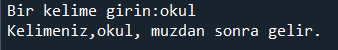 Bir kelime girin:okul
Kelimeniz,okul, muzdan sonra gelir.